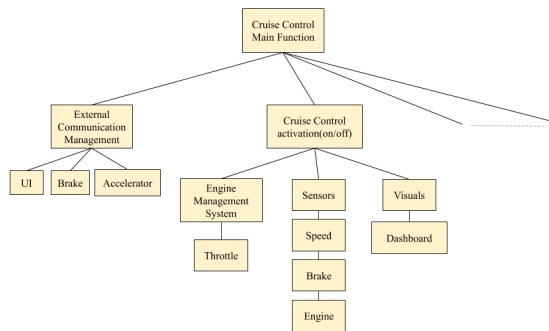 Cruise Control
Main Function
External
Communication
Management
Cruise Control
activation(on/off)
UI
Brake
Accelerator
Engine
Management
System
Sensors
Visuals
Throttle
Speed
Dashboard
Brake
Engine